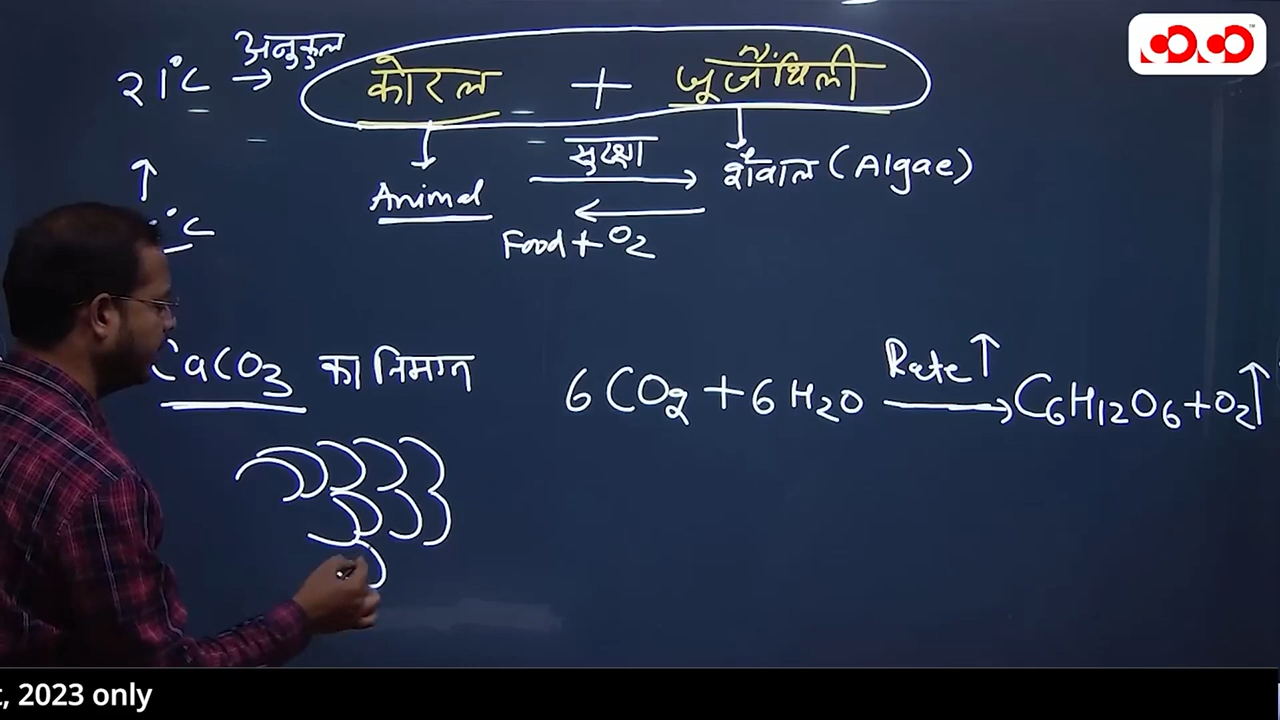 21°C → अनुकूल कोरल + जूजैंथिली
सुरक्षा
Animal शैवाल (Algae)
°C
Food + O2
CaCO3 का निर्मान
6CO2 + 6H2O Rate↑ → C6H12O6 + O2↑
t, 2023 only